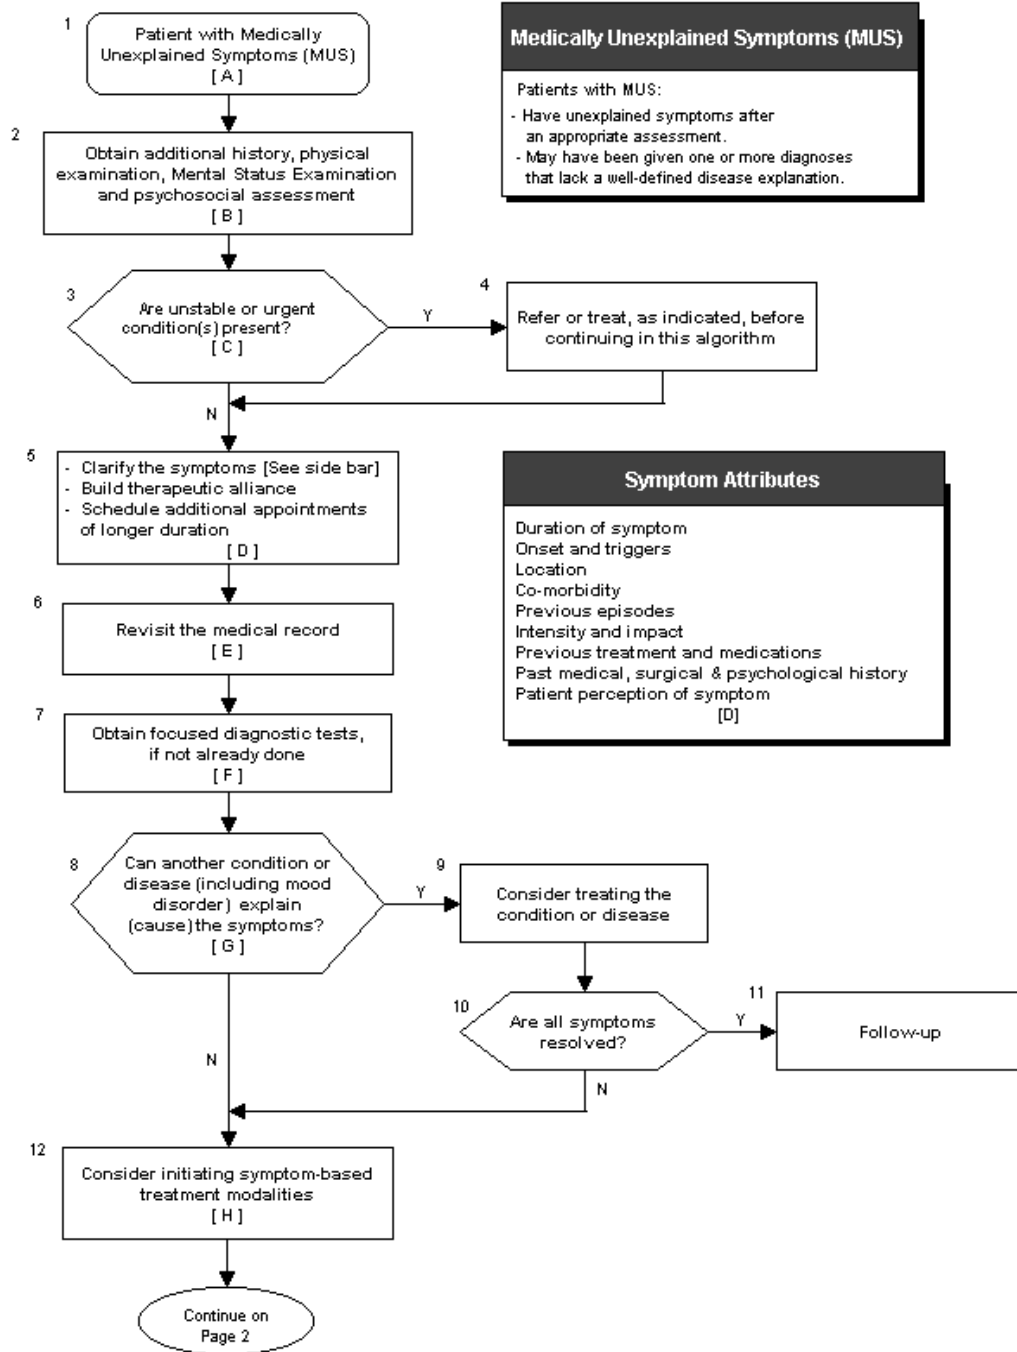 1
Patient with Medically
Unexplained Symptoms (MUS)
[ A ]
Medically Unexplained Symptoms (MUS)
Patients with MUS:
- Have unexplained symptoms after
an appropriate assessment.
- May have been given one or more diagnoses
that lack a well-defined disease explanation.
2
Obtain additional history, physical
examination, Mental Status Examination
and psychosocial assessment
[ B ]
3
Are unstable or urgent
condition(s) present?
[ C ]
Y
N
4
Refer or treat, as indicated, before
continuing in this algorithm
5
- Clarify the symptoms [See side bar]
- Build therapeutic alliance
- Schedule additional appointments
of longer duration
[ D ]
Symptom Attributes
Duration of symptom
Onset and triggers
Location
Co-morbidity
Previous episodes
Intensity and impact
Previous treatment and medications
Past medical, surgical & psychological history
Patient perception of symptom
[D]
6
Revisit the medical record
[ E ]
7
Obtain focused diagnostic tests,
if not already done
[ F ]
8
Can another condition or
disease (including mood
disorder) explain
(cause) the symptoms?
[ G ]
Y
N
9
Consider treating the
condition or disease
10
Are all symptoms
resolved?
Y
N
11
Follow-up
12
Consider initiating symptom-based
treatment modalities
[ H ]
Continue on
Page 2